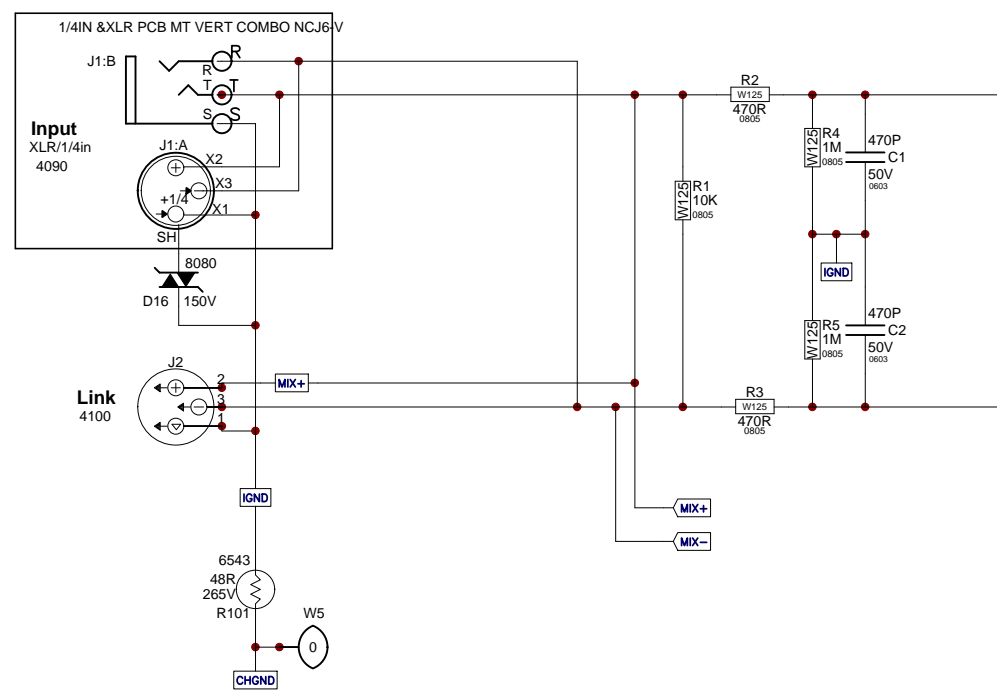 1/4IN &XLR PCB MT VERT COMBO NCJ6-V
J1:B
R
R
T
T
S
S
Input
XLR/1/4in
4090
J1:A
X2
X3
+1/4
X1
SH
8080
D16
150V
J2
Link
4100
2
3
1
MIX+
IGND
6543
48R
265V
R101
W5
0
CHGND
R2
W125
470R
0805
R1
W125
10K
0805
R4
W125
1M
0805
470P
C1
50V
0603
IGND
R5
W125
1M
0805
470P
C2
50V
0603
R3
W125
470R
0805
MIX+
MIX-